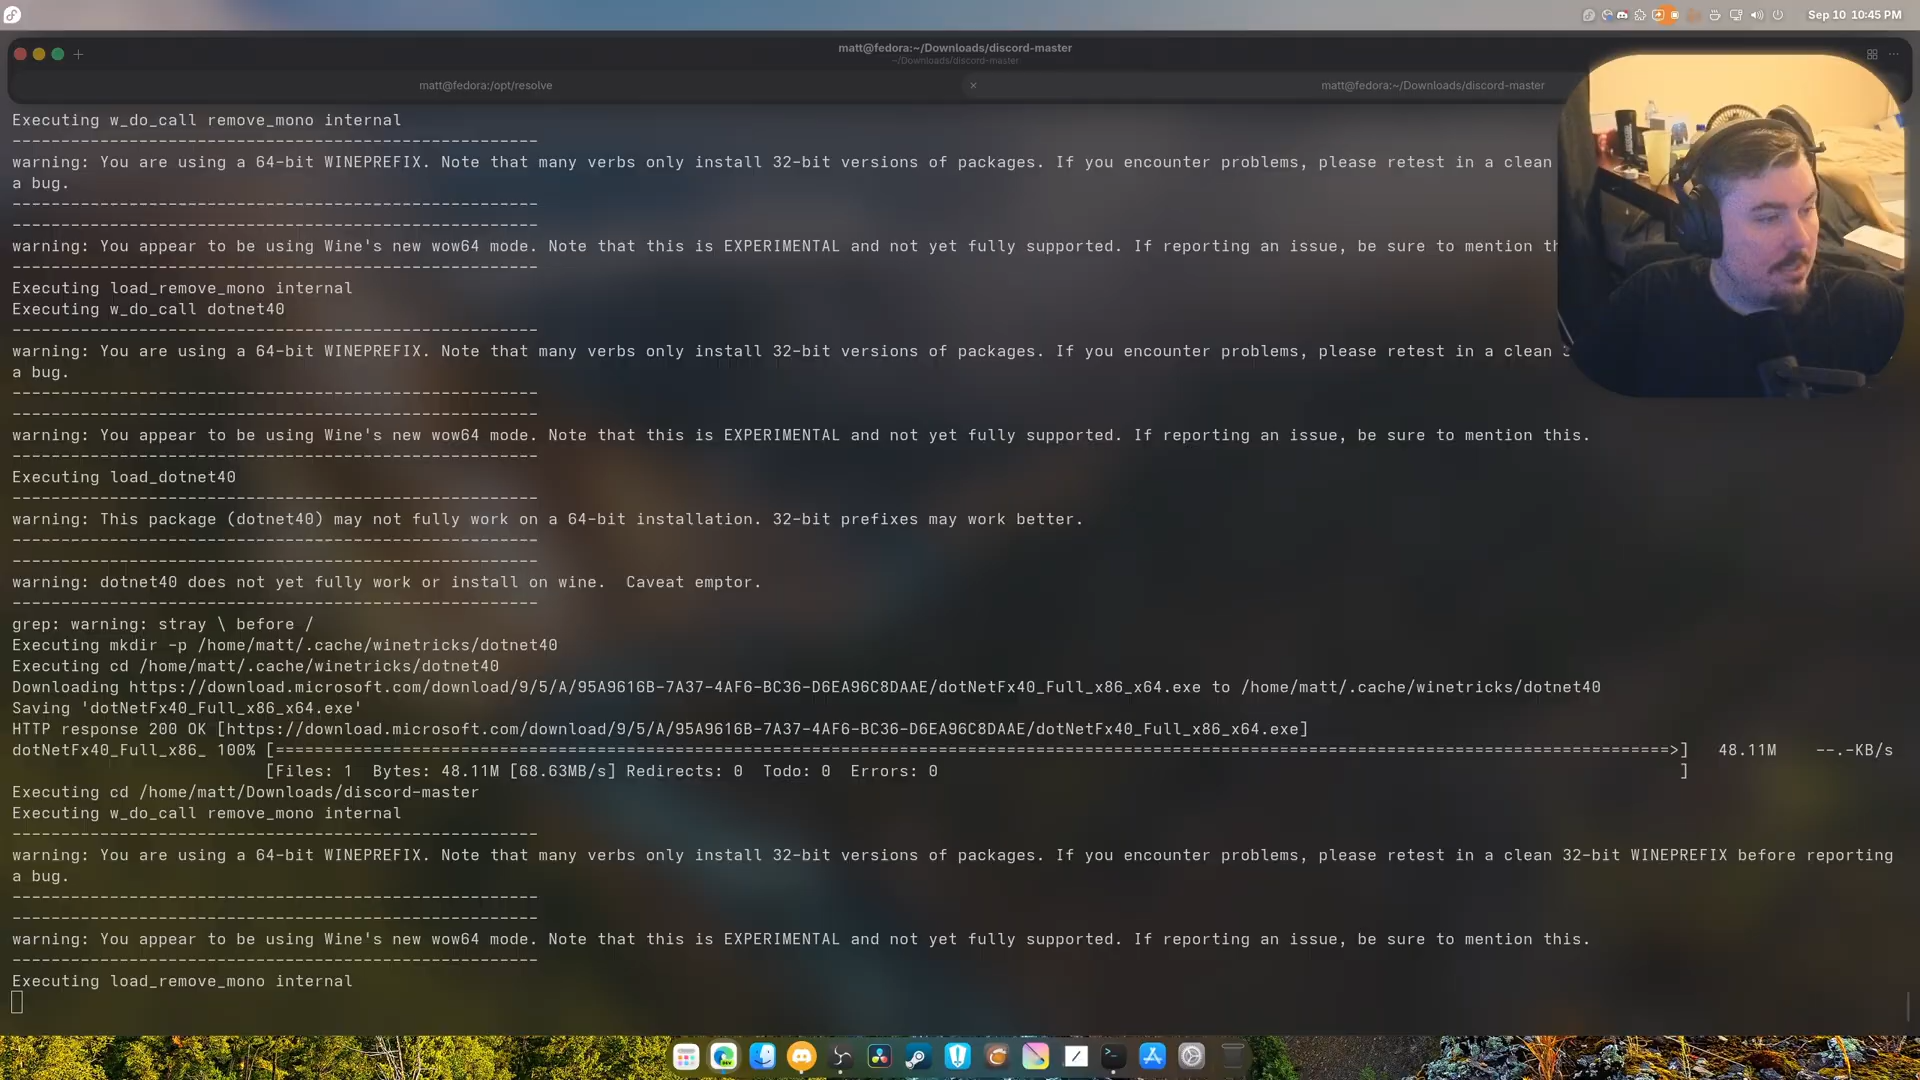 Sep 10 10:45 PM
matt@fedora:~/Downloads/discord-master
~/Downloads/discord-master
matt@fedora:/opt/resolve
matt@fedora:~/Downloads/discord-master
Executing w_do_call remove_mono internal
------------------------------------------------------
warning: You are using a 64-bit WINEPREFIX. Note that many verbs only install 32-bit versions of packages. If you encounter problems, please retest in a clean
a bug.
------------------------------------------------------
------------------------------------------------------
warning: You appear to be using Wine's new wow64 mode. Note that this is EXPERIMENTAL and not yet fully supported. If reporting an issue, be sure to mention
------------------------------------------------------
Executing load_remove_mono internal
Executing w_do_call dotnet40
------------------------------------------------------
warning: You are using a 64-bit WINEPREFIX. Note that many verbs only install 32-bit versions of packages. If you encounter problems, please retest in a clean
a bug.
------------------------------------------------------
------------------------------------------------------
warning: You appear to be using Wine's new wow64 mode. Note that this is EXPERIMENTAL and not yet fully supported. If reporting an issue, be sure to mention this.
------------------------------------------------------
Executing load_dotnet40
------------------------------------------------------
warning: This package (dotnet40) may not fully work on a 64-bit installation. 32-bit prefixes may work better.
------------------------------------------------------
------------------------------------------------------
warning: dotnet40 does not yet fully work or install on wine.  Caveat emptor.
------------------------------------------------------
grep: warning: stray \ before /
Executing mkdir -p /home/matt/.cache/winetricks/dotnet40
Executing cd /home/matt/.cache/winetricks/dotnet40
Downloading https://download.microsoft.com/download/9/5/A/95A9616B-7A37-4AF6-BC36-D6EA96C8DAAE/dotNetFx40_Full_x86_x64.exe to /home/matt/.cache/winetricks/dotnet40
Saving 'dotNetFx40_Full_x86_x64.exe'
HTTP response 200 OK [https://download.microsoft.com/download/9/5/A/95A9616B-7A37-4AF6-BC36-D6EA96C8DAAE/dotNetFx40_Full_x86_x64.exe]
dotNetFx40_Full_x86_ 100% [===============================================================================================================================================>]   48.11M    --.-KB/s
[Files: 1  Bytes: 48.11M [68.63MB/s] Redirects: 0  Todo: 0  Errors: 0 ]
Executing cd /home/matt/Downloads/discord-master
Executing w_do_call remove_mono internal
------------------------------------------------------
warning: You are using a 64-bit WINEPREFIX. Note that many verbs only install 32-bit versions of packages. If you encounter problems, please retest in a clean 32-bit WINEPREFIX before reporting
a bug.
------------------------------------------------------
------------------------------------------------------
warning: You appear to be using Wine's new wow64 mode. Note that this is EXPERIMENTAL and not yet fully supported. If reporting an issue, be sure to mention this.
------------------------------------------------------
Executing load_remove_mono internal